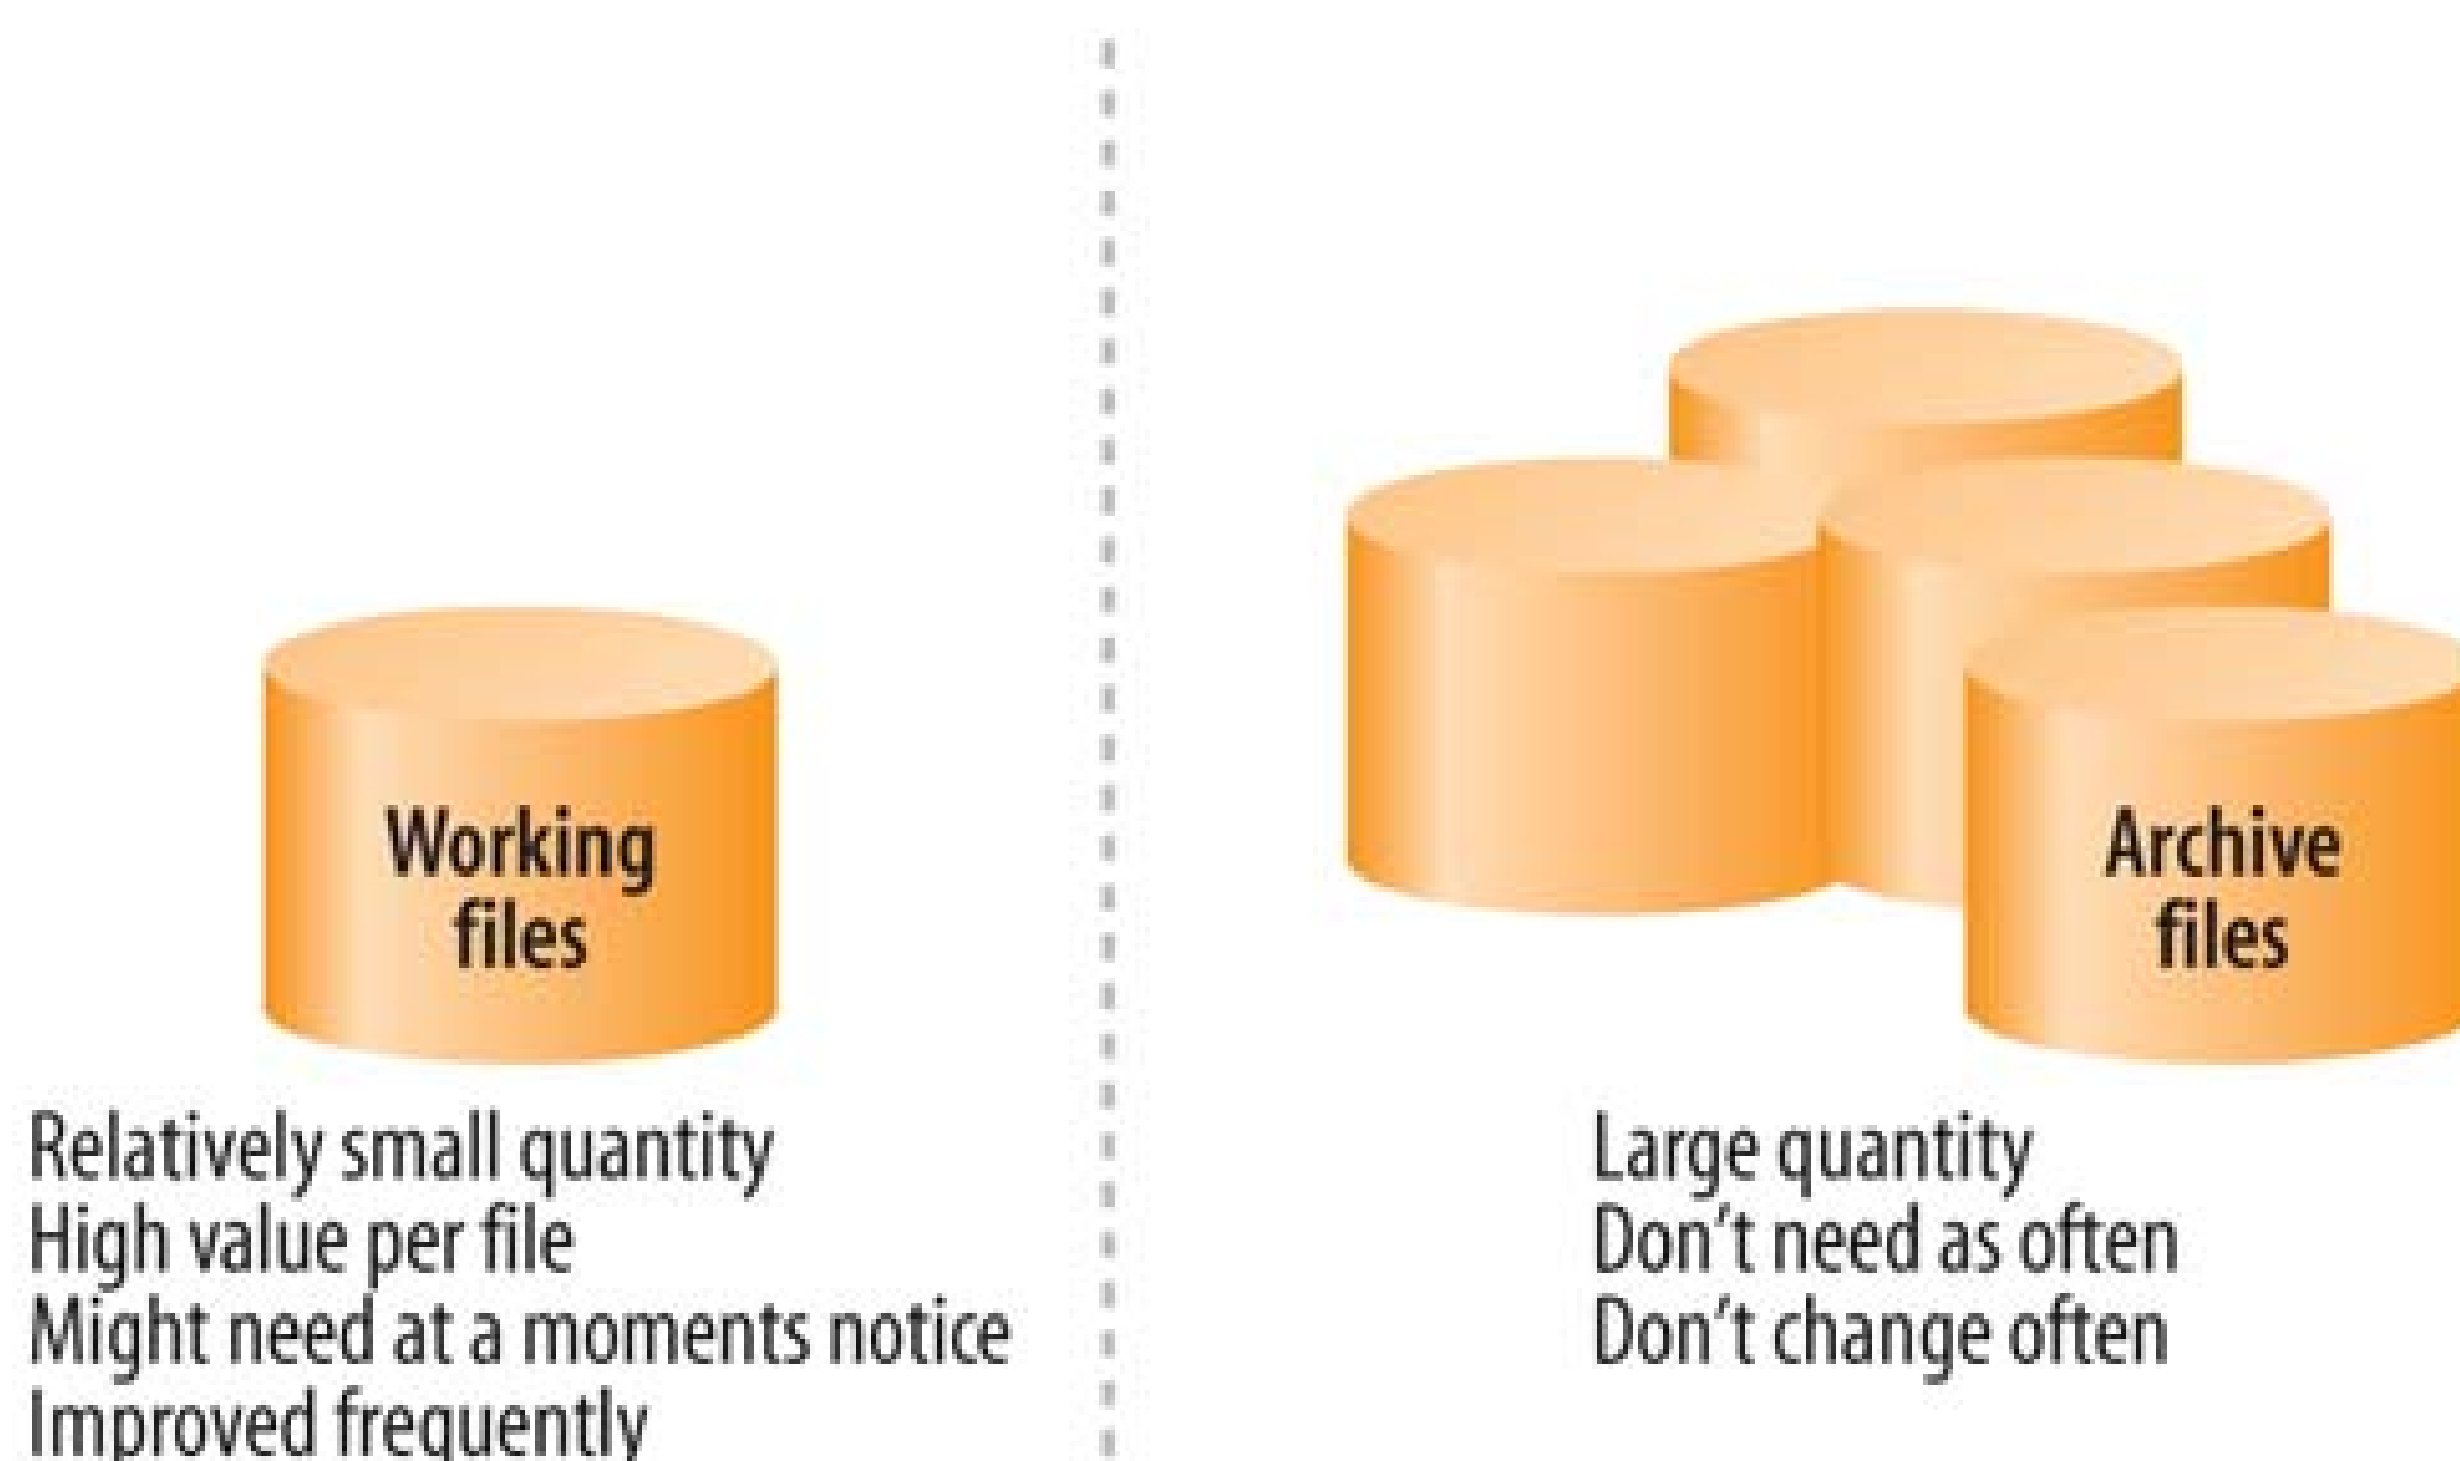 Working
files
Relatively small quantity
High value per file
Might need at a moments notice
Improved frequently
Archive
files
Large quantity
Don't need as often
Don't change often